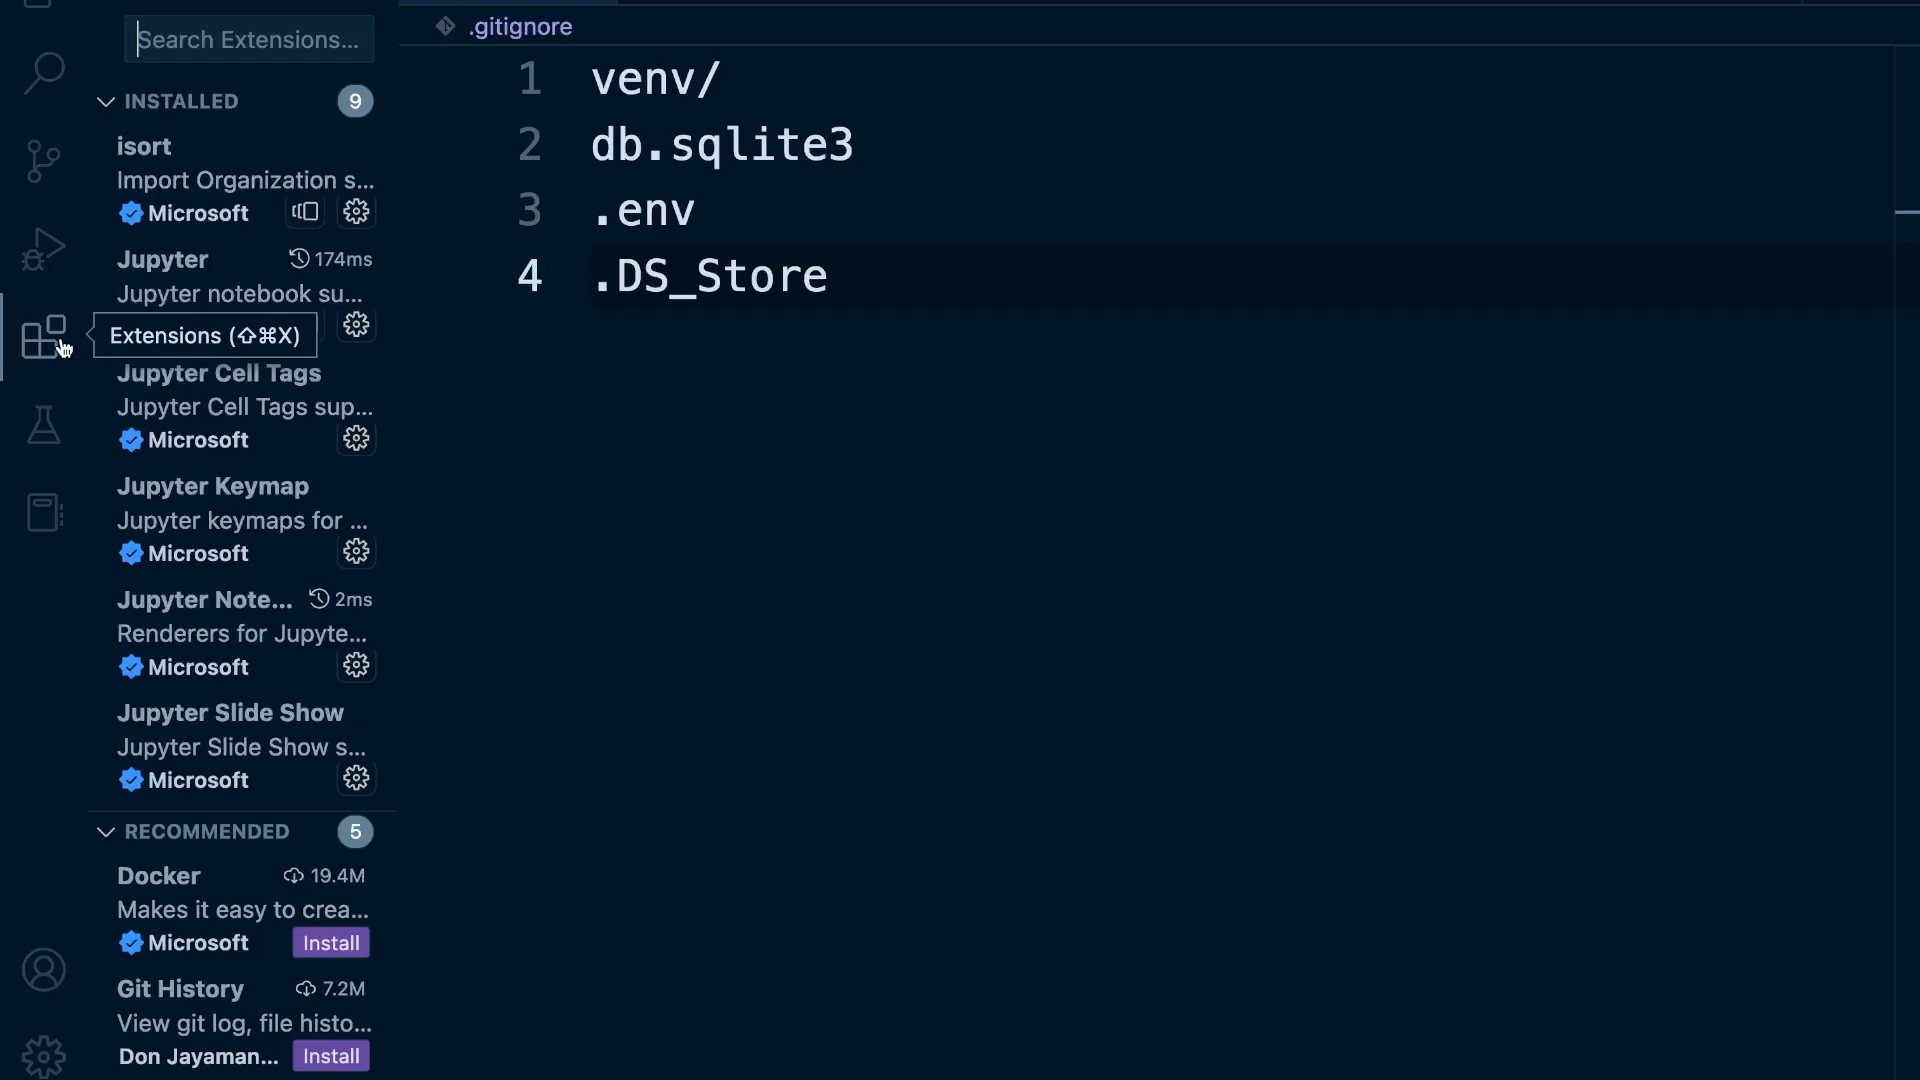 Search Extensions...
INSTALLED 9
isort
Import Organization s...
Microsoft
Jupyter 174ms
Jupyter notebook su...
Extensions (⇧⌘X)
Jupyter Cell Tags
Jupyter Cell Tags sup...
Microsoft
Jupyter Keymap
Jupyter keymaps for ...
Microsoft
Jupyter Note... 2ms
Renderers for Jupyte...
Microsoft
Jupyter Slide Show
Jupyter Slide Show s...
Microsoft
RECOMMENDED 5
Docker 19.4M
Makes it easy to crea...
Microsoft Install
Git History 7.2M
View git log, file histo...
Don Jayaman... Install
.gitignore
1 venv/
2 db.sqlite3
3 .env
4 .DS_Store